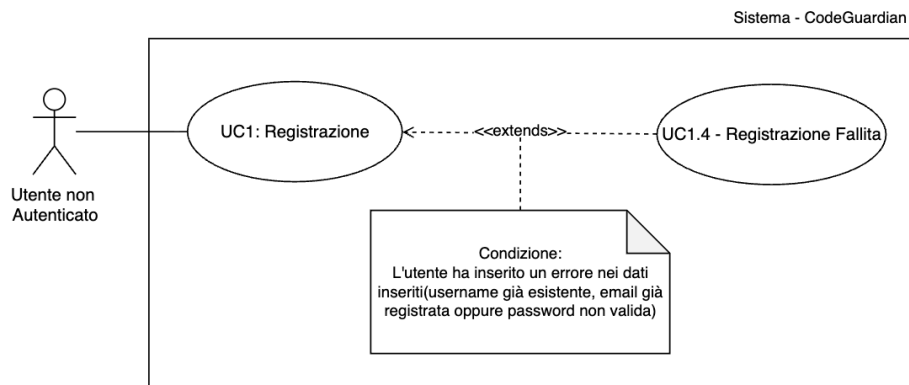 Sistema - CodeGuardian
UC1: Registrazione
<<extends>>
UC1.4 - Registrazione Fallita
Utente non
Autenticato
Condizione:
L'utente ha inserito un errore nei dati
inseriti(username già esistente, email già
registrata oppure password non valida)